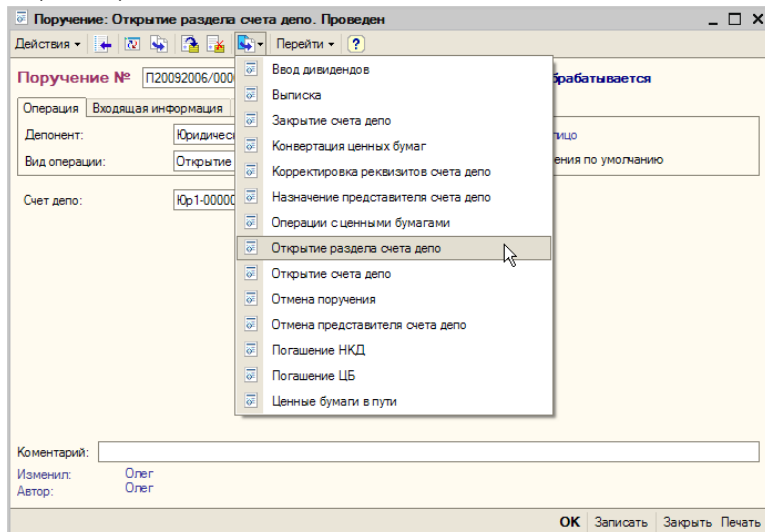 Поручение: Открытие раздела счета депо. Проведен
Действия Перейти ?
Поручение № П20092006/000
Операция Входящая информация
Депонент: Юридичес
Вид операции: Открытие ения по умолчанию
Счет депо: Юр1-00000
Ввод дивидендов
Выписка
Закрытие счета депо
Конвертация ценных бумаг
Корректировка реквизитов счета депо
Назначение представителя счета депо
Операции с ценными бумагами
Открытие раздела счета депо
Открытие счета депо
Отмена поручения
Отмена представителя счета депо
Погашение НКД
Погашение ЦБ
Ценные бумаги в пути
Коментарий:
Изменил: Олег
Автор: Олег
OK Записать Закрыть Печать